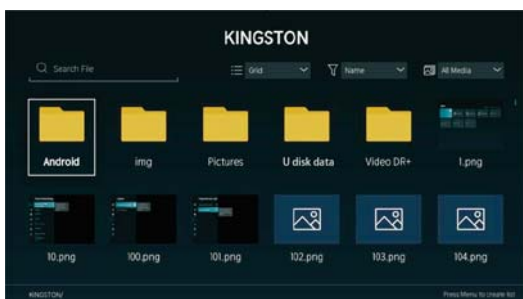 KINGSTON
Search File
Grid
Name
All Media
Android
img
Pictures
U disk data
Video DR+
1.png
10.png
100.png
101.png
102.png
103.png
104.png
KINGSTON/
Press Menu to create list